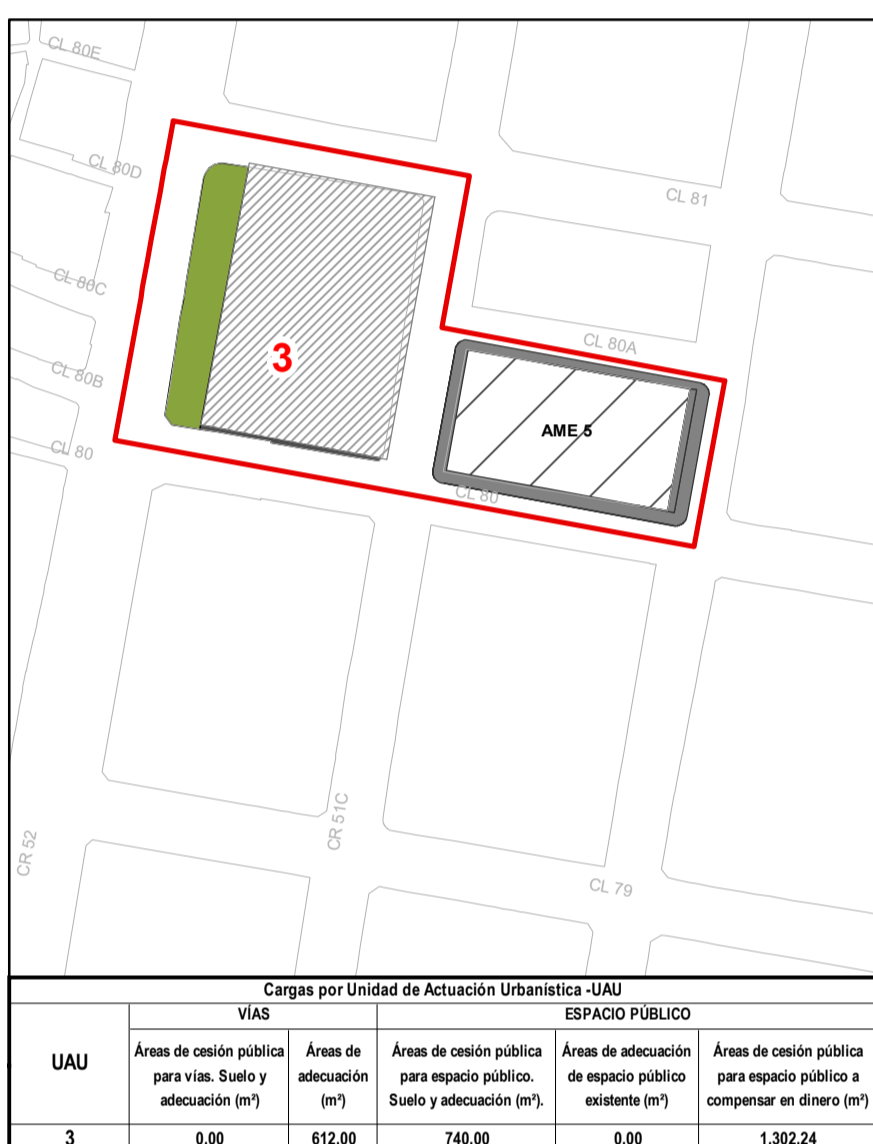 CL 80E
CL 80D
CL 81
CL 80C
CL 80A
3
CL 80B
AME 5
CL 80
CL 80
CR 51C
CR 52
CL 79
Cargas por Unidad de Actuación Urbanística -UAU
UAU
VÍAS
ESPACIO PÚBLICO
Áreas de cesión pública
para vías. Suelo y
adecuación (m²)
Áreas de
adecuación
(m²)
Áreas de cesión pública
para espacio público.
Suelo y adecuación (m²).
Áreas de adecuación
de espacio público
existente (m²)
Áreas de cesión pública
para espacio público a
compensar en dinero (m²)
3 0,00 612,00 740,00 0,00 1.302,24